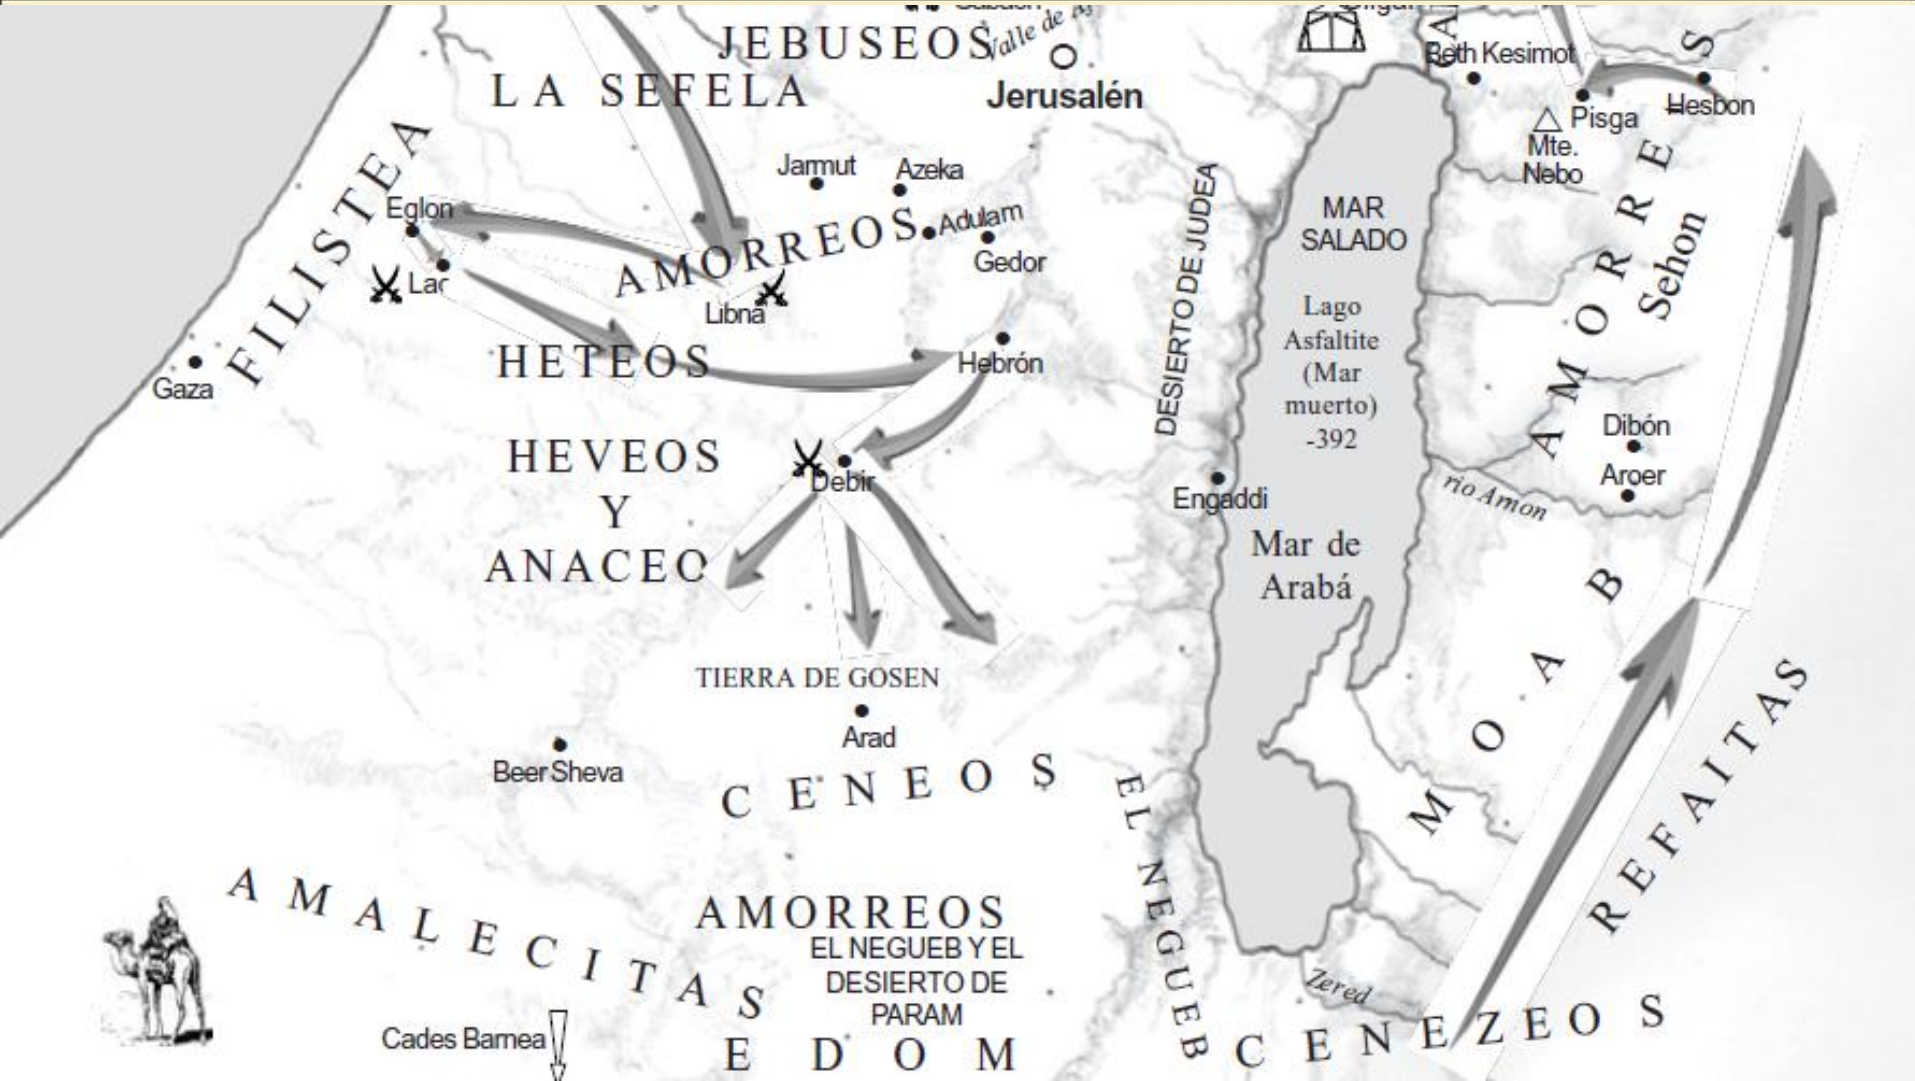 JEBUSEOS
Valle de
LA SEFELA
Jerusalén
Beth Kesimot
Hesbon
Pisga
Mte.
Nebo
FILISTEA
Jarmut
Azeka
Eglon
Adulam
AMORREOS
Gedor
Lac
Libna
DESIERTO DE JUDEA
MAR
SALADO
Lago
Asfaltite
(Mar
muerto)
-392
AMORRES
Sehon
Gaza
HETEOS
Hebrón
HEVEOS
Y
ANACEO
Debir
Engaddi
Dibón
Aroer
río Arnon
Mar de
Arabá
MOAB
TIERRA DE GOSEN
Arad
Beer Sheva
CENEOS
EL NEGUEB
REFAITAS
AMALECITAS
AMORREOS
EL NEGUEB Y EL
DESIERTO DE
PARAM
Zered
Cades Barnea
EDOM
CENEZEOS